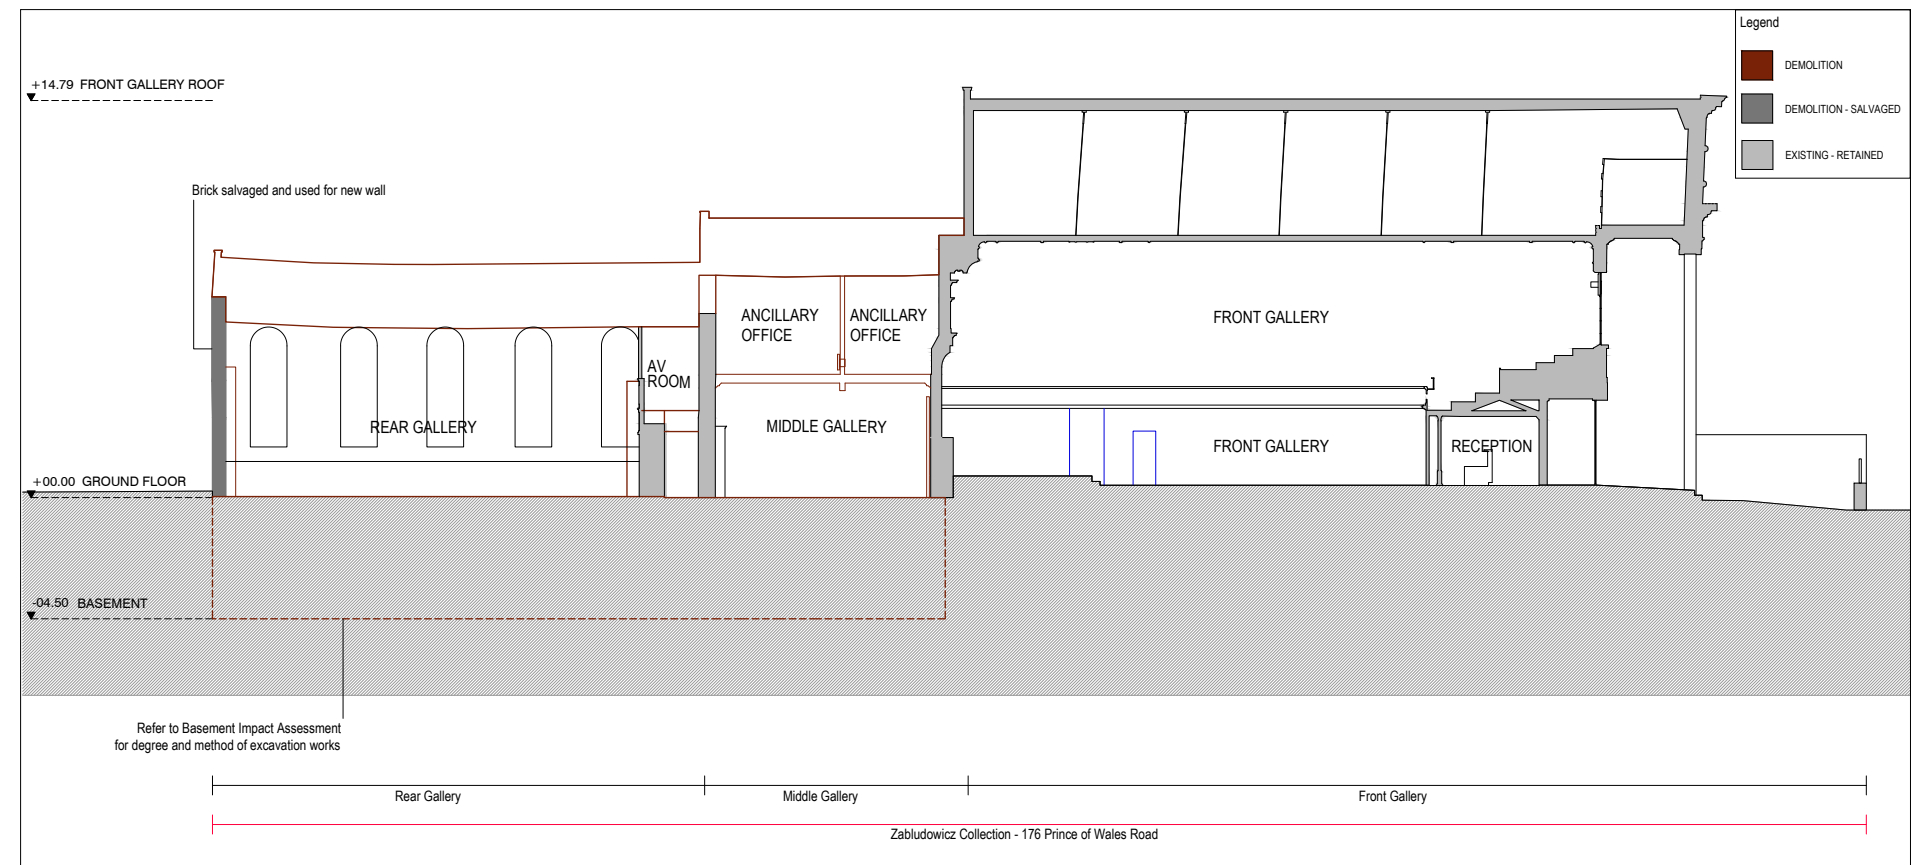 Legend
DEMOLITION
DEMOLITION - SALVAGED
EXISTING - RETAINED
+14.79 FRONT GALLERY ROOF
Brick salvaged and used for new wall
ANCILLARY
OFFICE
ANCILLARY
OFFICE
FRONT GALLERY
AV
ROOM
REAR GALLERY
MIDDLE GALLERY
FRONT GALLERY
RECEPTION
+00.00 GROUND FLOOR
-04.50 BASEMENT
Refer to Basement Impact Assessment
for degree and method of excavation works
Rear Gallery
Middle Gallery
Front Gallery
Zabludowicz Collection - 176 Prince of Wales Road